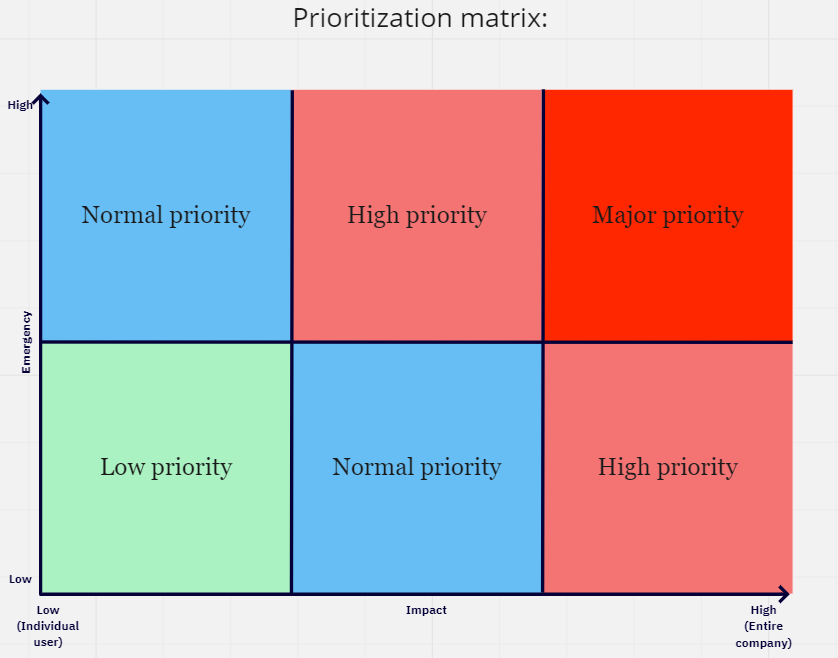 Prioritization matrix:
High
Normal priority
High priority
Major priority
Emergency
Low priority
Normal priority
High priority
Low
Low
(Individual
user)
Impact
High
(Entire
company)